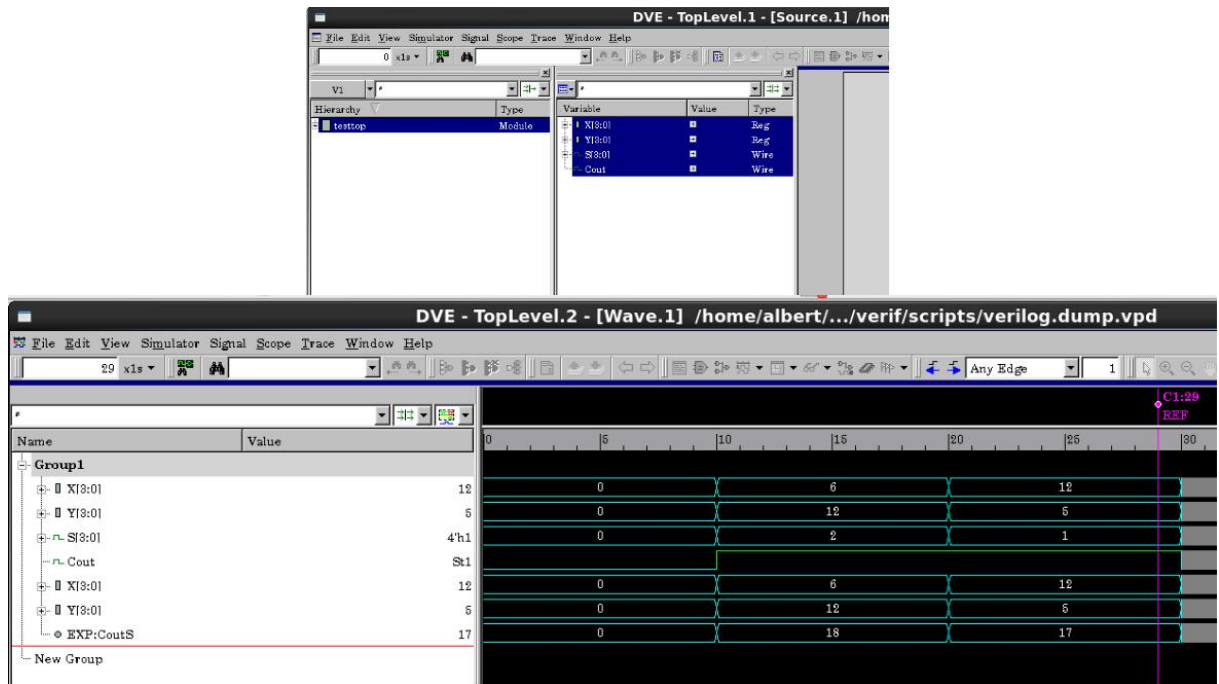 DVE - TopLevel.1 - [Source.1] /hom
File Edit View Simulator Signal Scope Trace Window Help
0 x1s
V1 *
*
Hierarchy Type
testtop Module
Variable Value Type
X[3:0] Reg
Y[3:0] Reg
S[3:0] Wire
Cout Wire
DVE - TopLevel.2 - [Wave.1] /home/albert/.../verif/scripts/verilog.dump.vpd
File Edit View Simulator Signal Scope Trace Window Help
29 x1s Any Edge 1
C1:29
REF
*
Name Value 0 5 10 15 20 25 30
Group1
X[3:0] 12 0 6 12
Y[3:0] 5 0 12 5
S[3:0] 4'h1 0 2 1
Cout St1
X[3:0] 12 0 6 12
Y[3:0] 5 0 12 5
EXP:CoutS 17 0 18 17
New Group